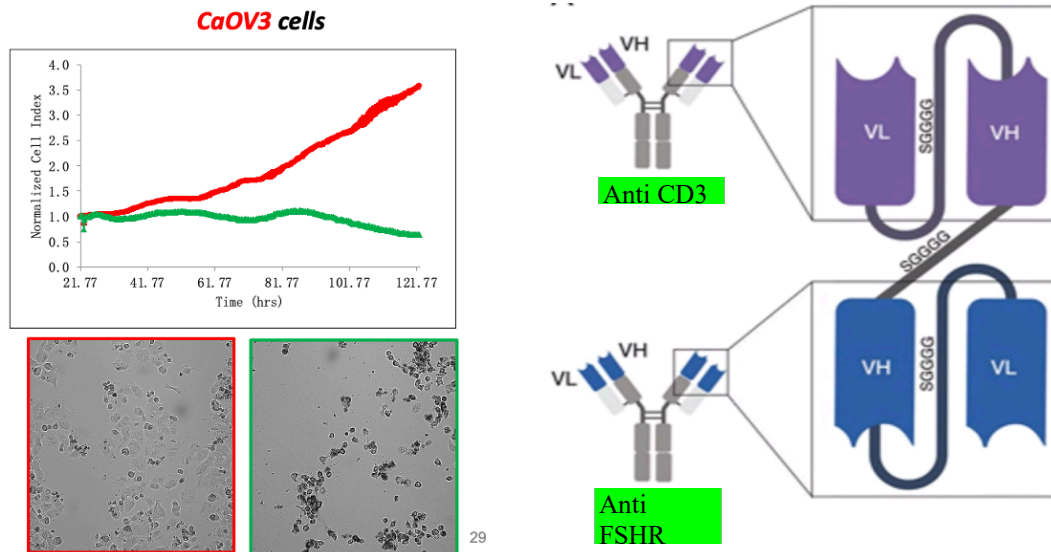 CaOV3 cells
Normalized Cell Index
4.0
3.5
3.0
2.5
2.0
1.5
1.0
0.5
0.0
21.77 41.77 61.77 81.77 101.77 121.77
Time (hrs)
29
VH
VL
Anti CD3
VL
SGGGG
VH
SGGGG
VH
VL
Anti
FSHR
VH
SGGGG
VL